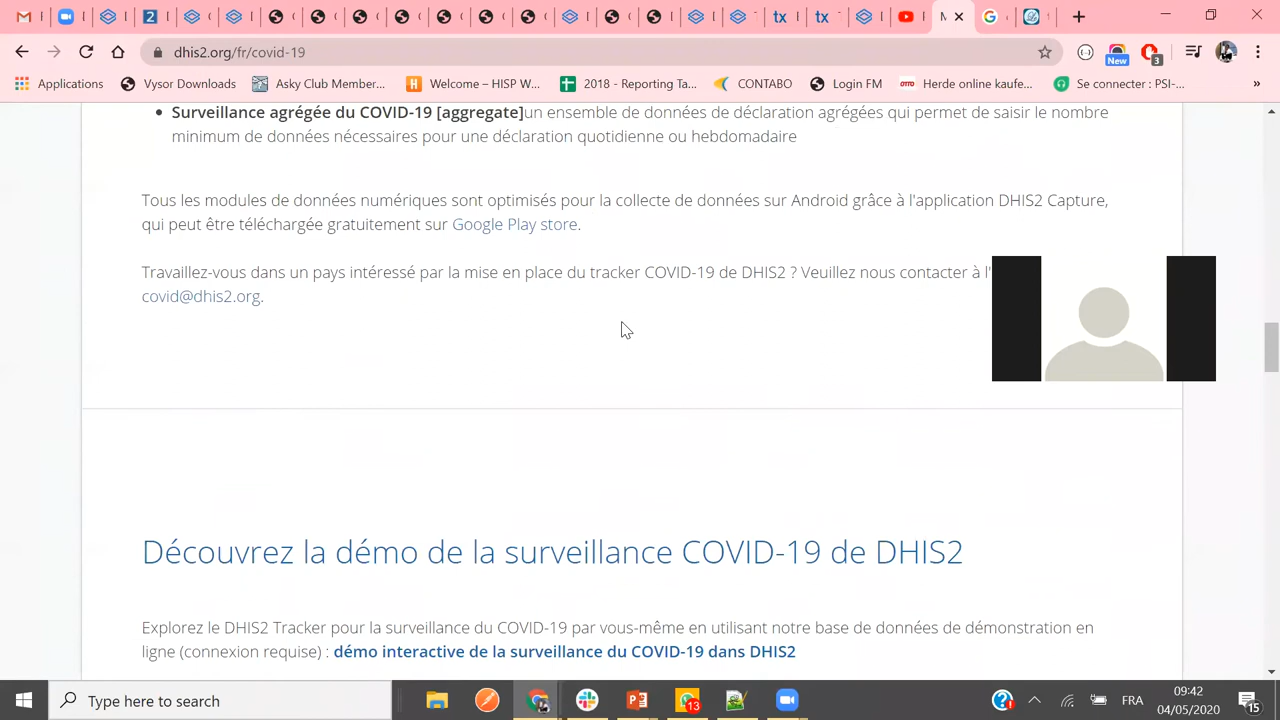 M
dhis2.org/fr/covid-19
New
3
Applications
Vysor Downloads
Asky Club Member...
Welcome – HISP W...
2018 - Reporting Ta...
CONTABO
Login FM
Herde online kaufe...
Se connecter : PSI-...
»
• Surveillance agrégée du COVID-19 [aggregate]un ensemble de données de déclaration agrégées qui permet de saisir le nombre
minimum de données nécessaires pour une déclaration quotidienne ou hebdomadaire
Tous les modules de données numériques sont optimisés pour la collecte de données sur Android grâce à l'application DHIS2 Capture,
qui peut être téléchargée gratuitement sur Google Play store.
Travaillez-vous dans un pays intéressé par la mise en place du tracker COVID-19 de DHIS2 ? Veuillez nous contacter à l'
covid@dhis2.org.
Découvrez la démo de la surveillance COVID-19 de DHIS2
Explorez le DHIS2 Tracker pour la surveillance du COVID-19 par vous-même en utilisant notre base de données de démonstration en
ligne (connexion requise) : démo interactive de la surveillance du COVID-19 dans DHIS2
Type here to search
13
FRA
09:42
04/05/2020
15